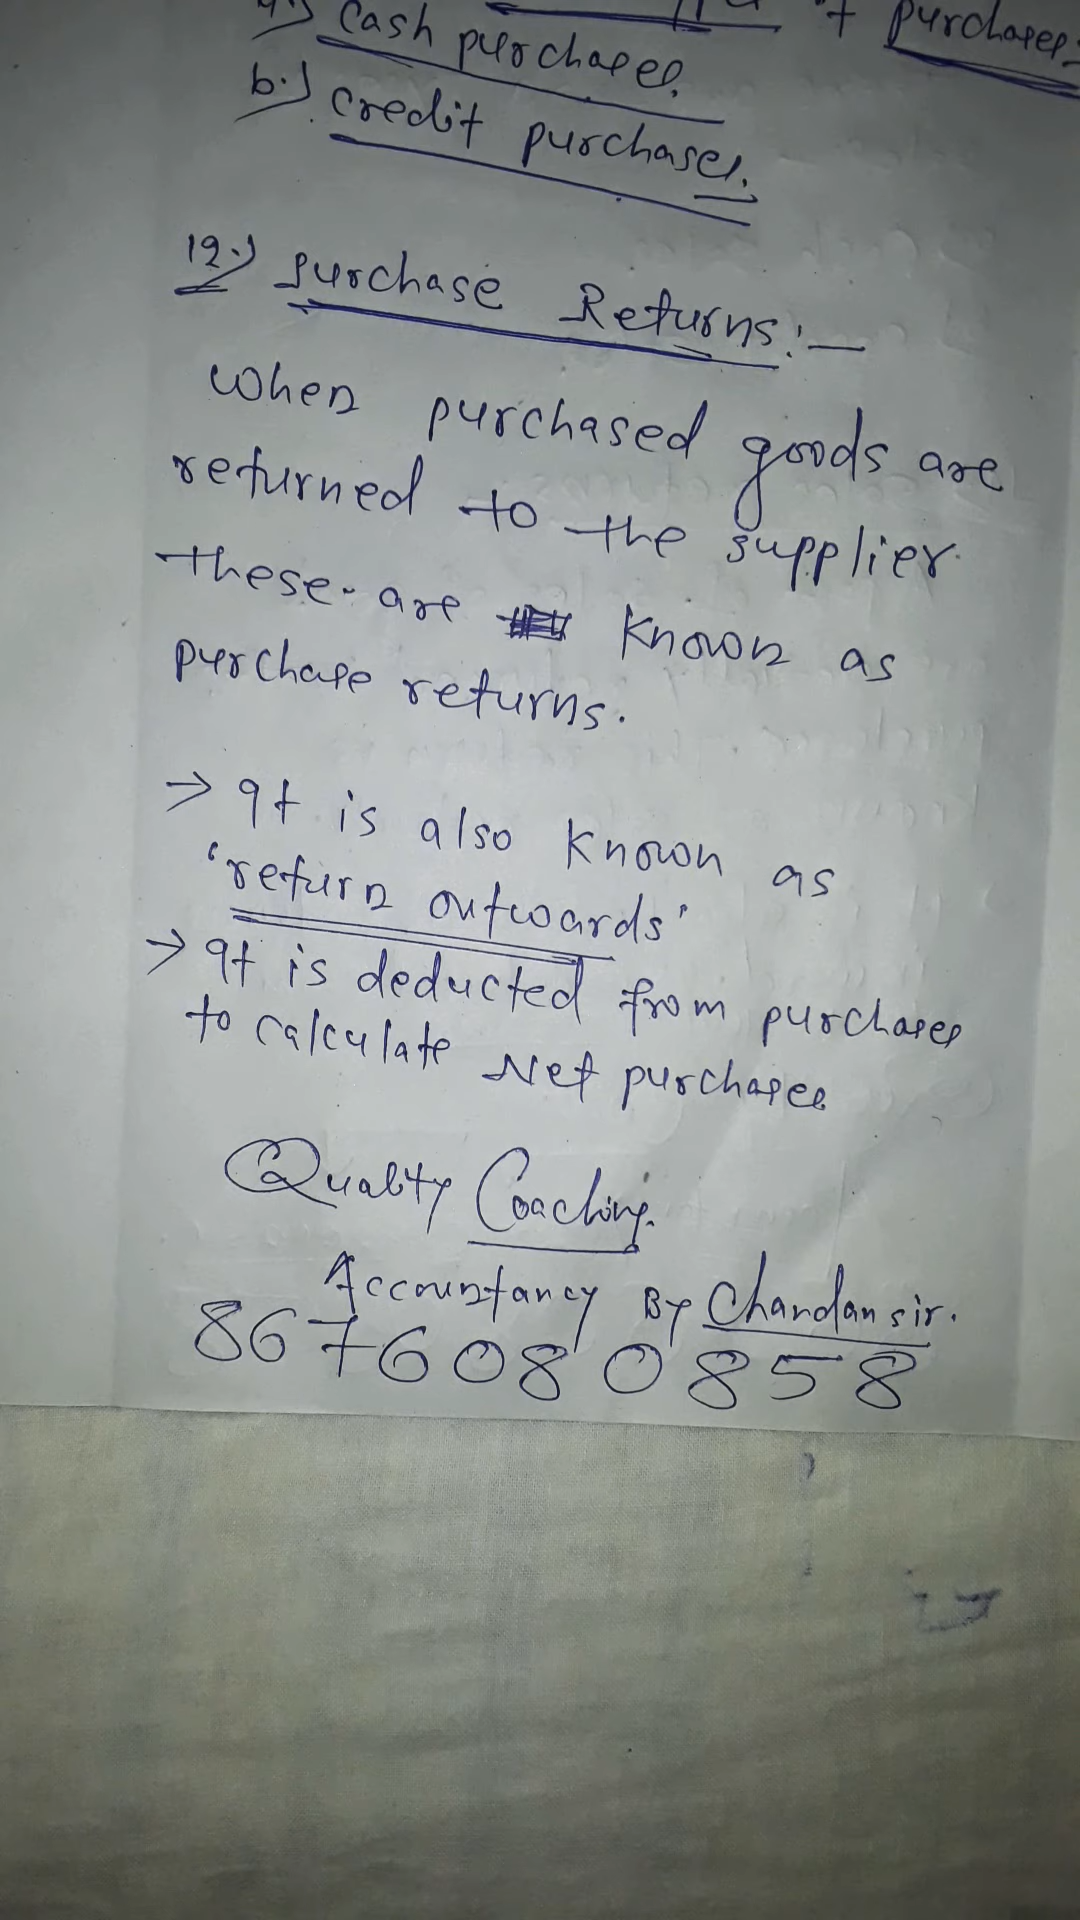 a.) Cash purchases.
+ purchases
b.) credit purchases.
12.) Purchase Returns:-
When purchased goods are
returned to the supplier
these are known as
purchase returns.
→ It is also known as
'return outwards'
→ It is deducted from purchases
to calculate Net purchases
Quality Coaching.
Accountancy By Chandan sir.
8676080858